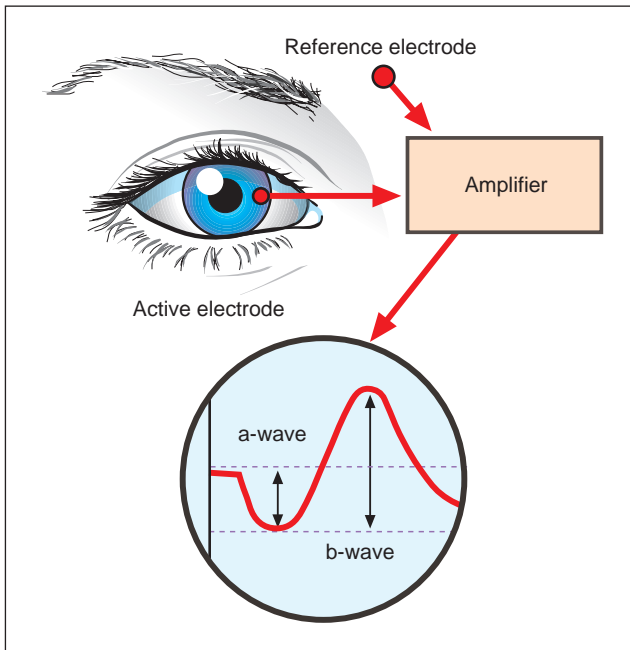 Reference electrode
Amplifier
Active electrode
a-wave
b-wave